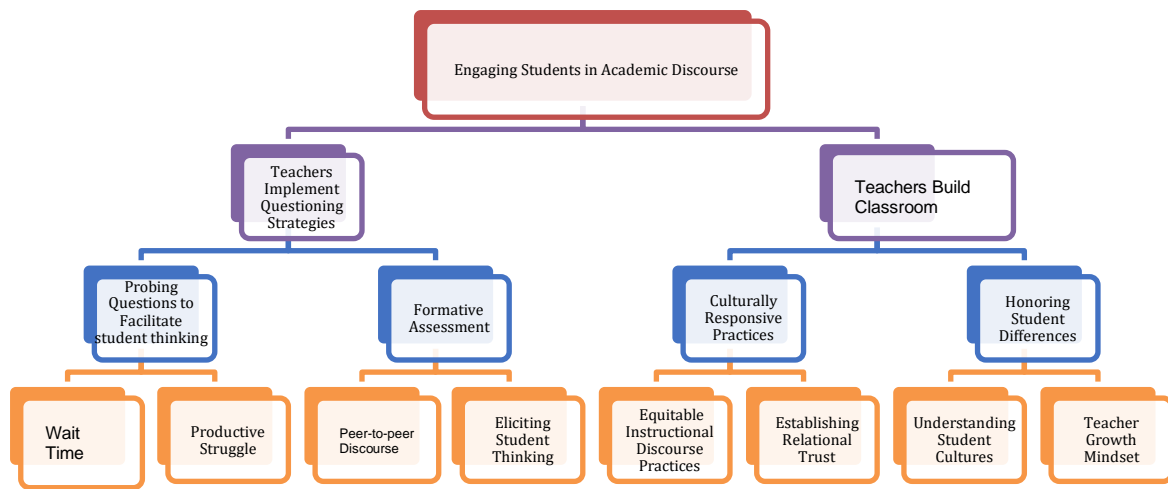 Engaging Students in Academic Discourse
Teachers
Implement
Questioning
Strategies
Teachers Build
Classroom
Probing
Questions to
Facilitate
student thinking
Formative
Assessment
Culturally
Responsive
Practices
Honoring
Student
Differences
Wait
Time
Productive
Struggle
Peer-to-peer
Discourse
Eliciting
Student
Thinking
Equitable
Instructional
Discourse
Practices
Establishing
Relational
Trust
Understanding
Student
Cultures
Teacher
Growth
Mindset